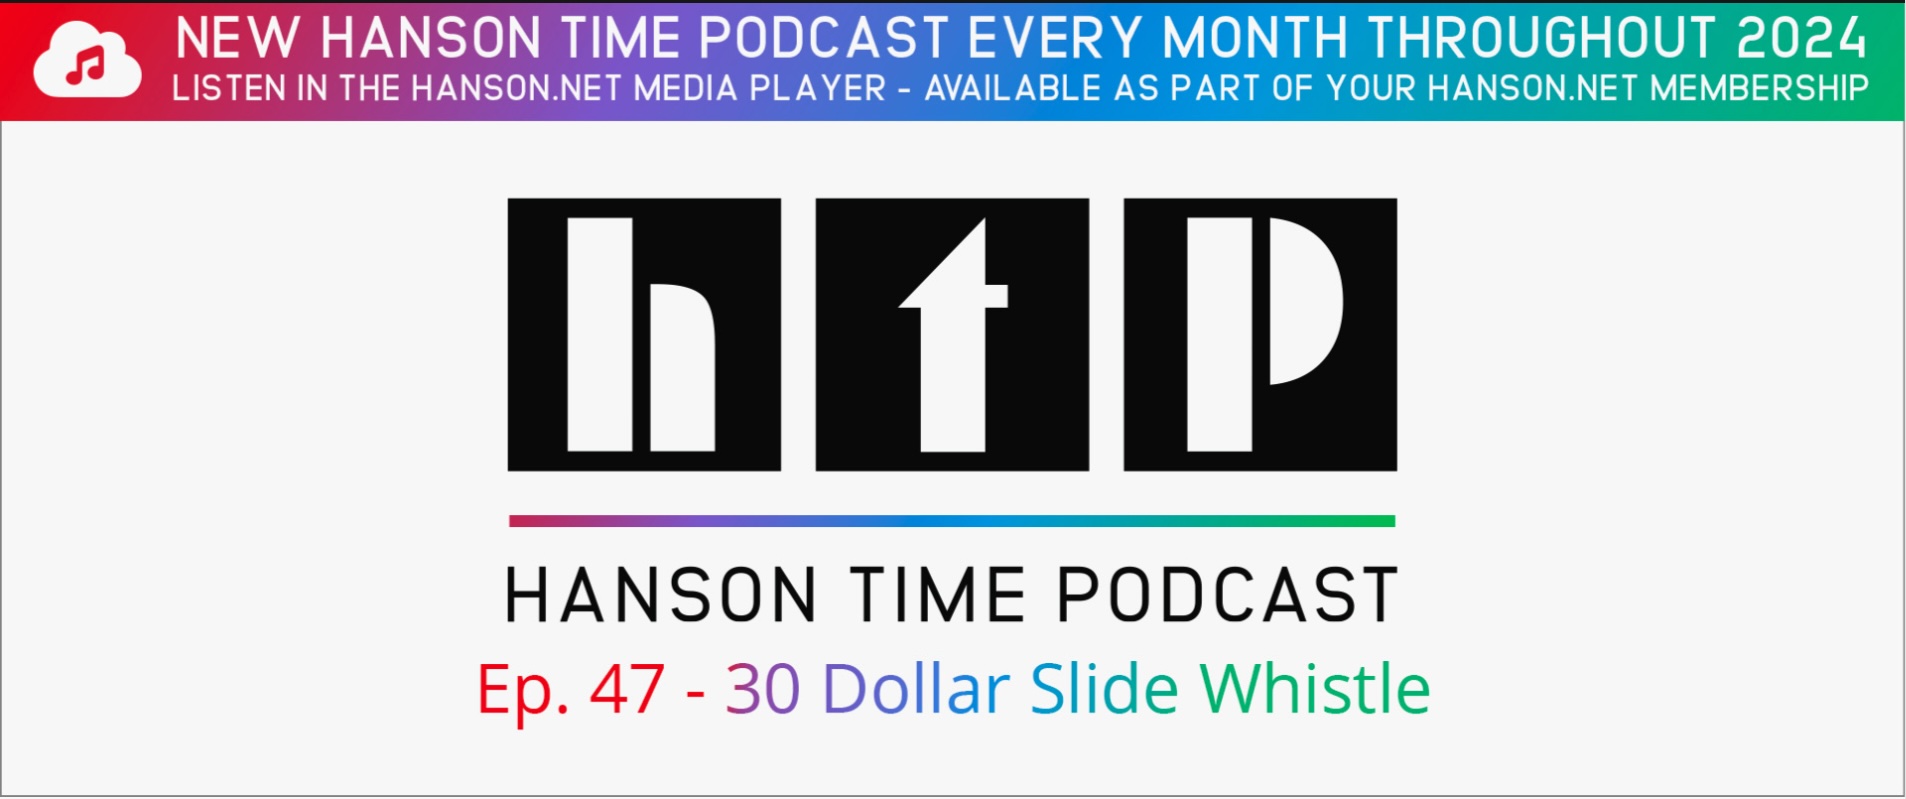 NEW HANSON TIME PODCAST EVERY MONTH THROUGHOUT 2024
LISTEN IN THE HANSON.NET MEDIA PLAYER - AVAILABLE AS PART OF YOUR HANSON.NET MEMBERSHIP
htp
HANSON TIME PODCAST
Ep. 47 - 30 Dollar Slide Whistle